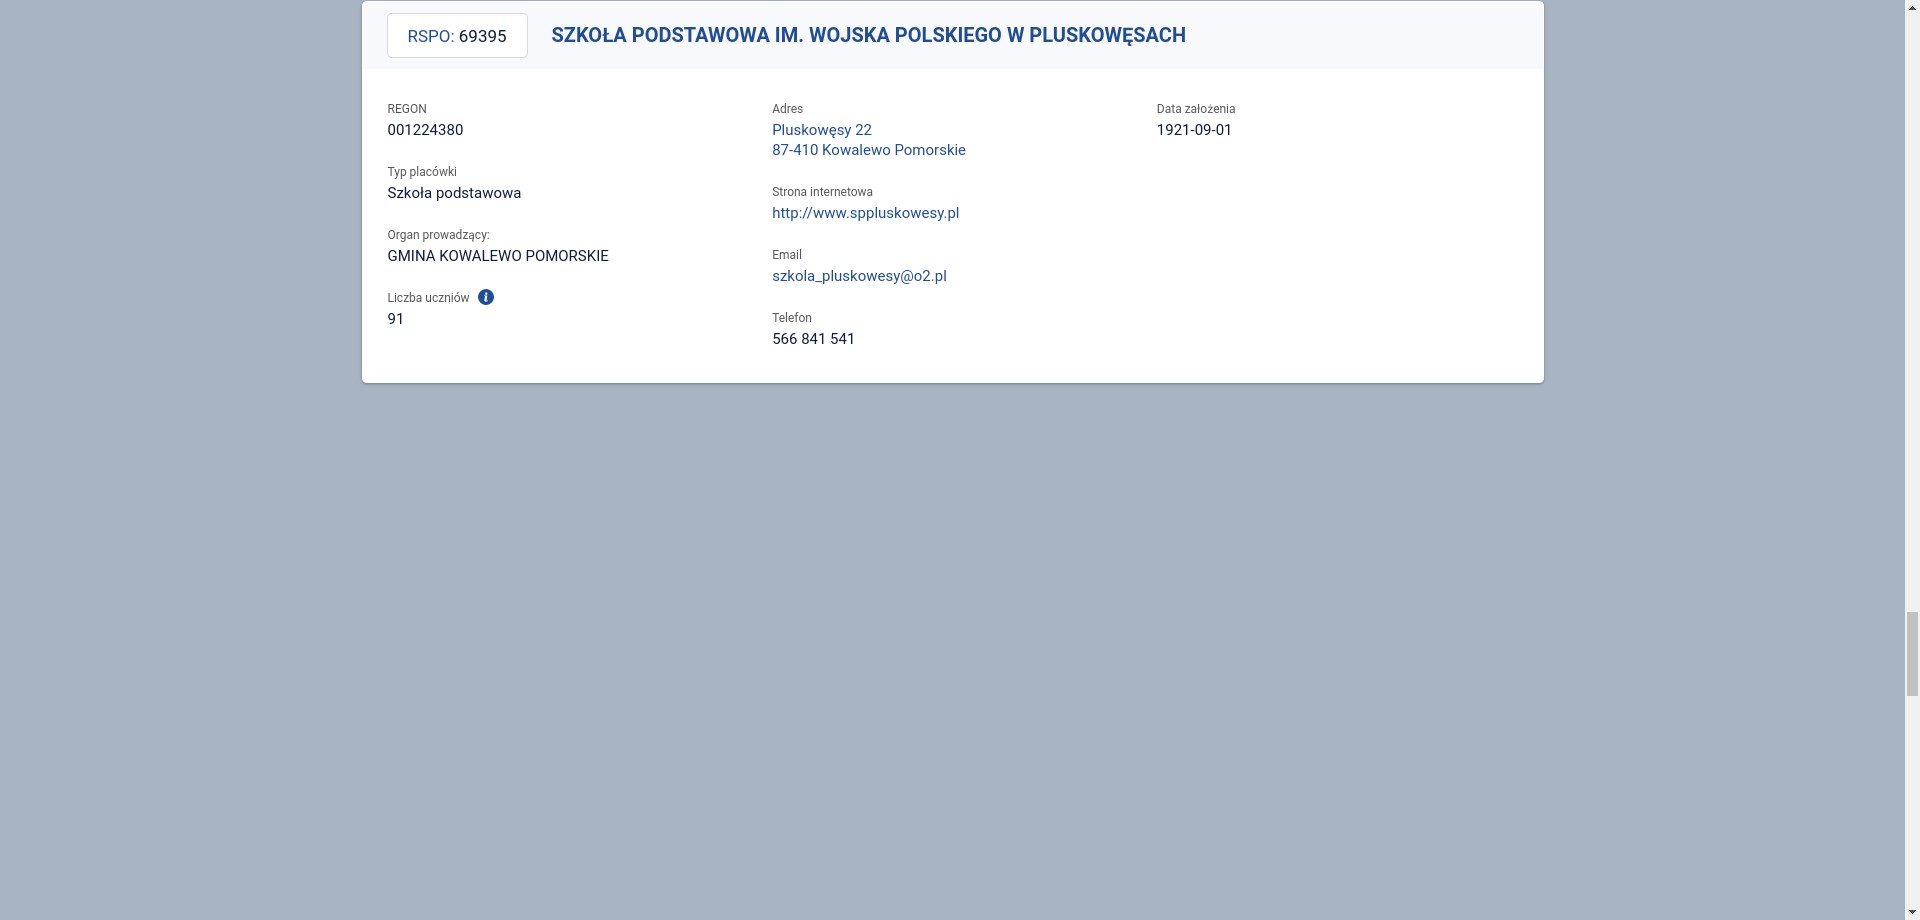 RSPO: 69395
SZKOŁA PODSTAWOWA IM. WOJSKA POLSKIEGO W PLUSKOWĘSACH
REGON
001224380
Typ placówki
Szkoła podstawowa
Organ prowadzący:
GMINA KOWALEWO POMORSKIE
Liczba uczniów
91
Adres
Pluskowęsy 22
87-410 Kowalewo Pomorskie
Strona internetowa
http://www.sppluskowesy.pl
Email
szkola_pluskowesy@o2.pl
Telefon
566 841 541
Data założenia
1921-09-01